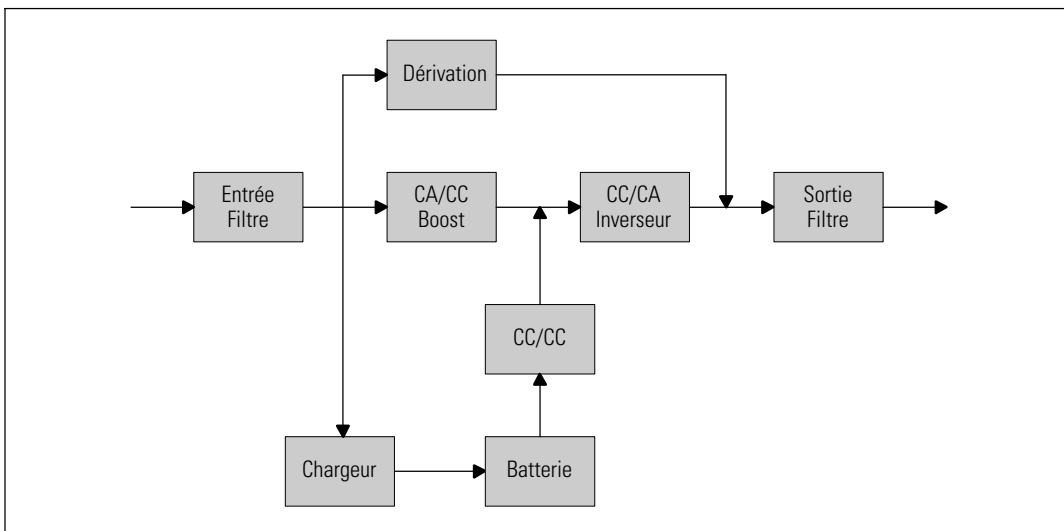 Dérivation
Entrée
Filtre
CA/CC
Boost
CC/CA
Inverseur
Sortie
Filtre
CC/CC
Chargeur
Batterie